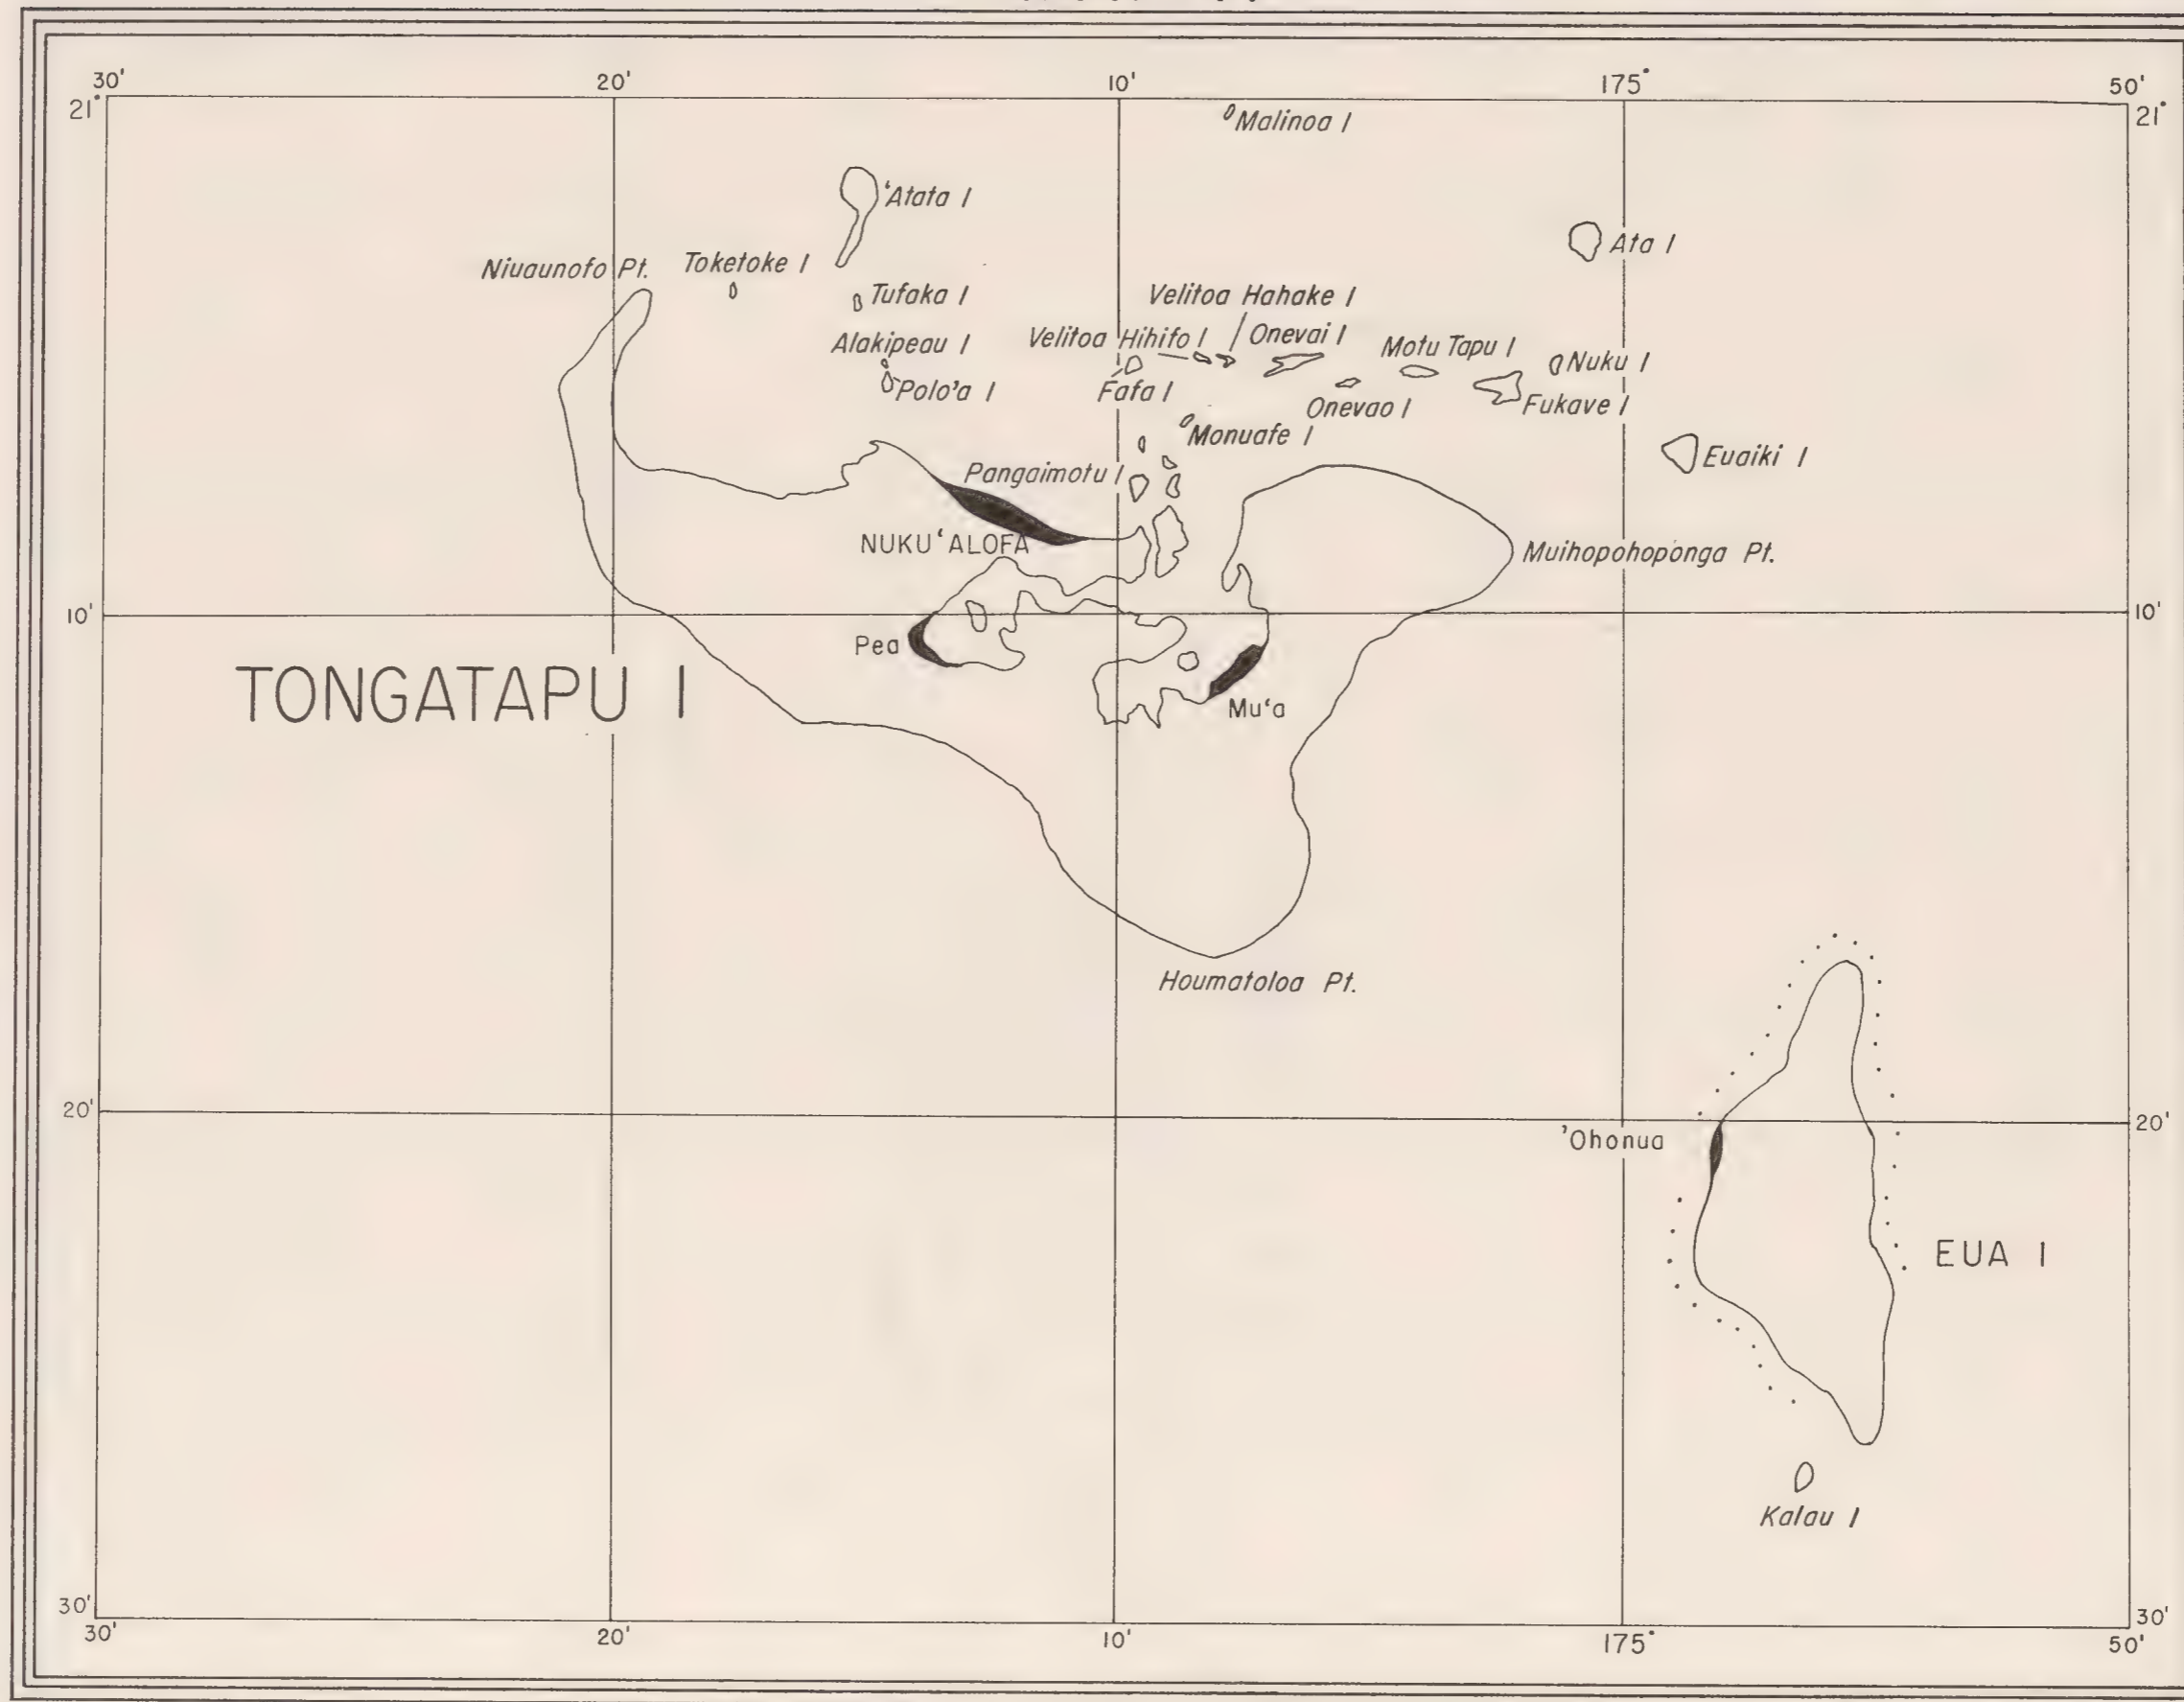 30' 20' 10' 175° 50'
21° 21°
Malinoa I
'Atata I
Ata I
Niuaunofo Pt. Toketoke I
Tufaka I Velitoa Hahake I
Alakipeau I Velitoa Hihifo I Onevai I Motu Tapu I
Nuku I
Polo'a I Fafa I Onevao I Fukave I
Monuafe I
Pangaimotu I Euaiki I
NUKU'ALOFA Muihopohoponga Pt.
10' 10'
Pea
TONGATAPU I
Mu'a
Houmatoloa Pt.
20' 20'
'Ohonua
EUA I
Kalau I
30' 30'
30' 20' 10' 175° 50'